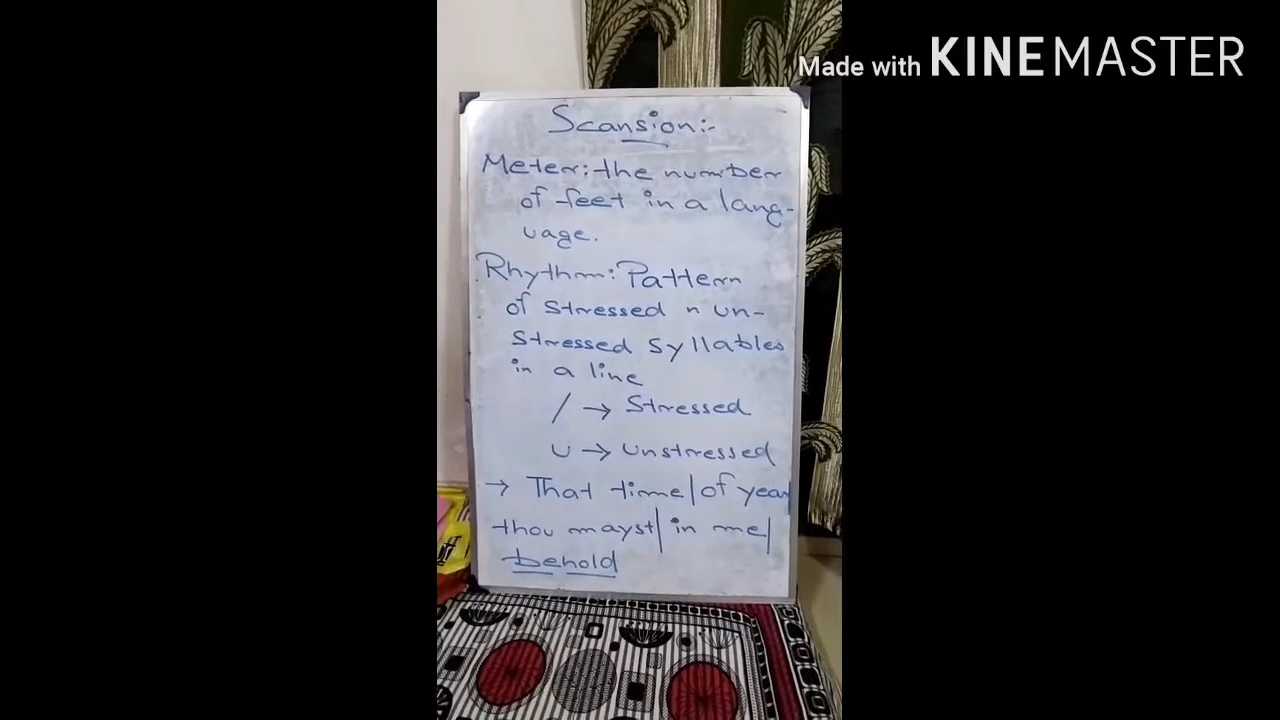 Made with KINEMASTER
Scansion:-
Meter: the number
of feet in a lang-
uage.
Rhythm: Pattern
of stressed n un-
stressed syllables
in a line
/ → Stressed
U → Unstressed
→ That time/of year/
thou mayst/in me/
behold